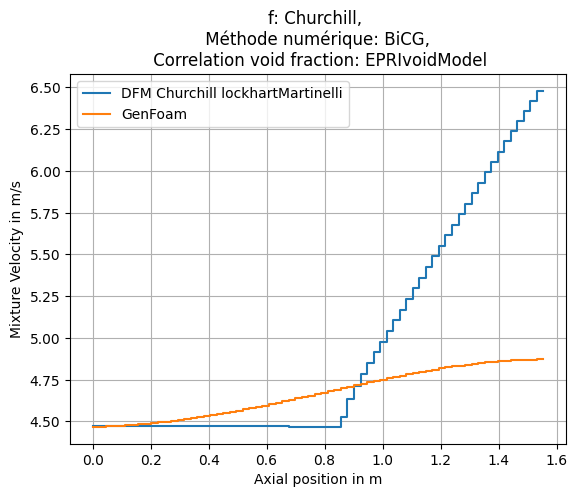 f: Churchill,
Méthode numérique: BiCG,
Correlation void fraction: EPRIvoidModel
DFM Churchill lockhartMartinelli
GenFoam
6.50
6.25
6.00
5.75
5.50
5.25
5.00
4.75
4.50
Mixture Velocity in m/s
0.0 0.2 0.4 0.6 0.8 1.0 1.2 1.4 1.6
Axial position in m